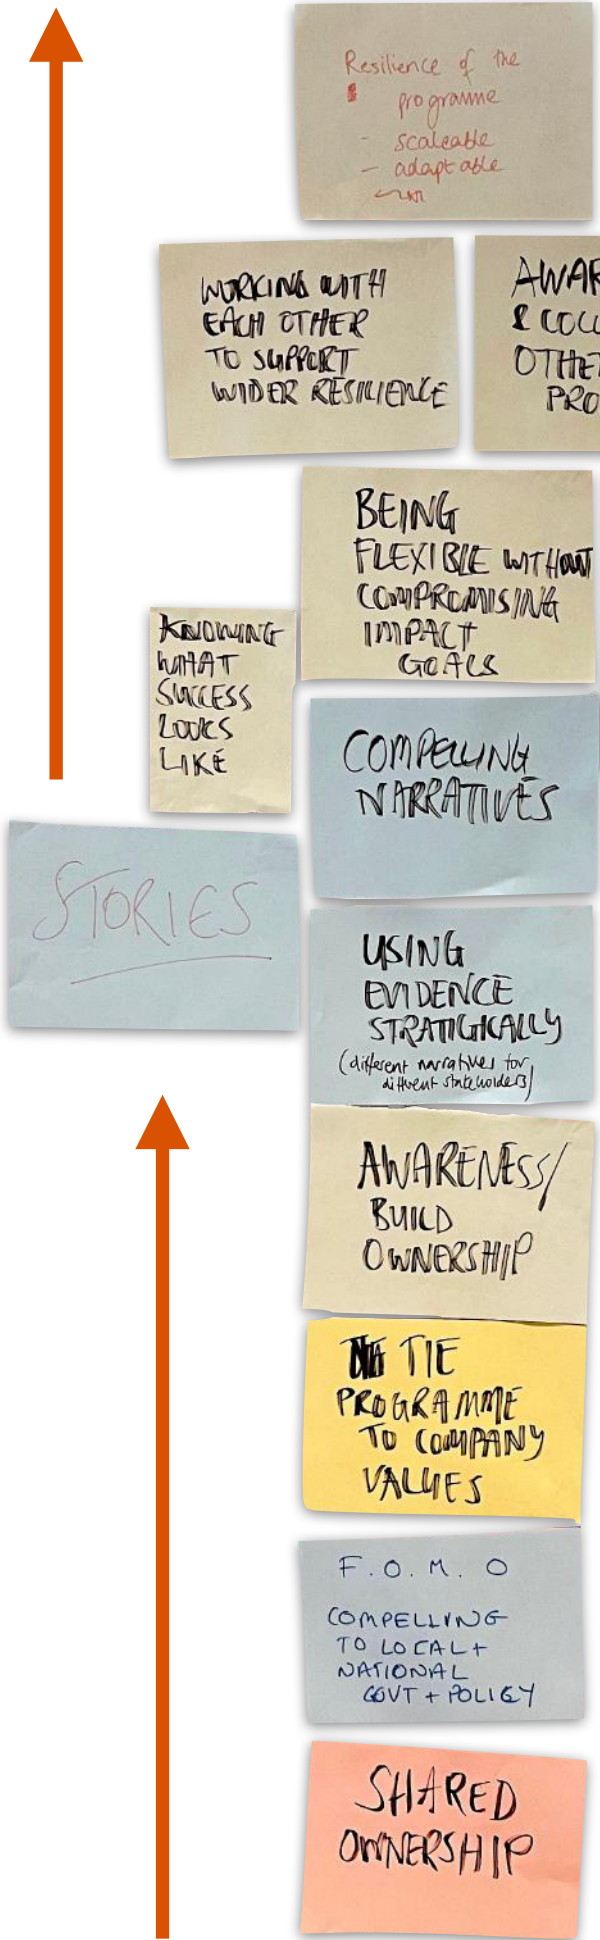 Resilience of the
programme
- scaleable
- adaptable
WORKING WITH
EACH OTHER
TO SUPPORT
WIDER RESILIENCE
AWAR
& COLL
OTHE
PRO
BEING
FLEXIBLE WITHOUT
COMPROMISING
IMPACT
GOALS
KNOWING
WHAT
SUCCESS
LOOKS
LIKE
COMPELLING
NARRATIVES
STORIES
USING
EVIDENCE
STRATIGICALLY
(different narratives for
different stakeholders)
AWARENESS/
BUILD
OWNERSHIP
TIE
PROGRAMME
TO COMPANY
VALUES
F.O.M.O
COMPELLING
TO LOCAL +
NATIONAL
GOVT + POLICY
SHARED
OWNERSHIP